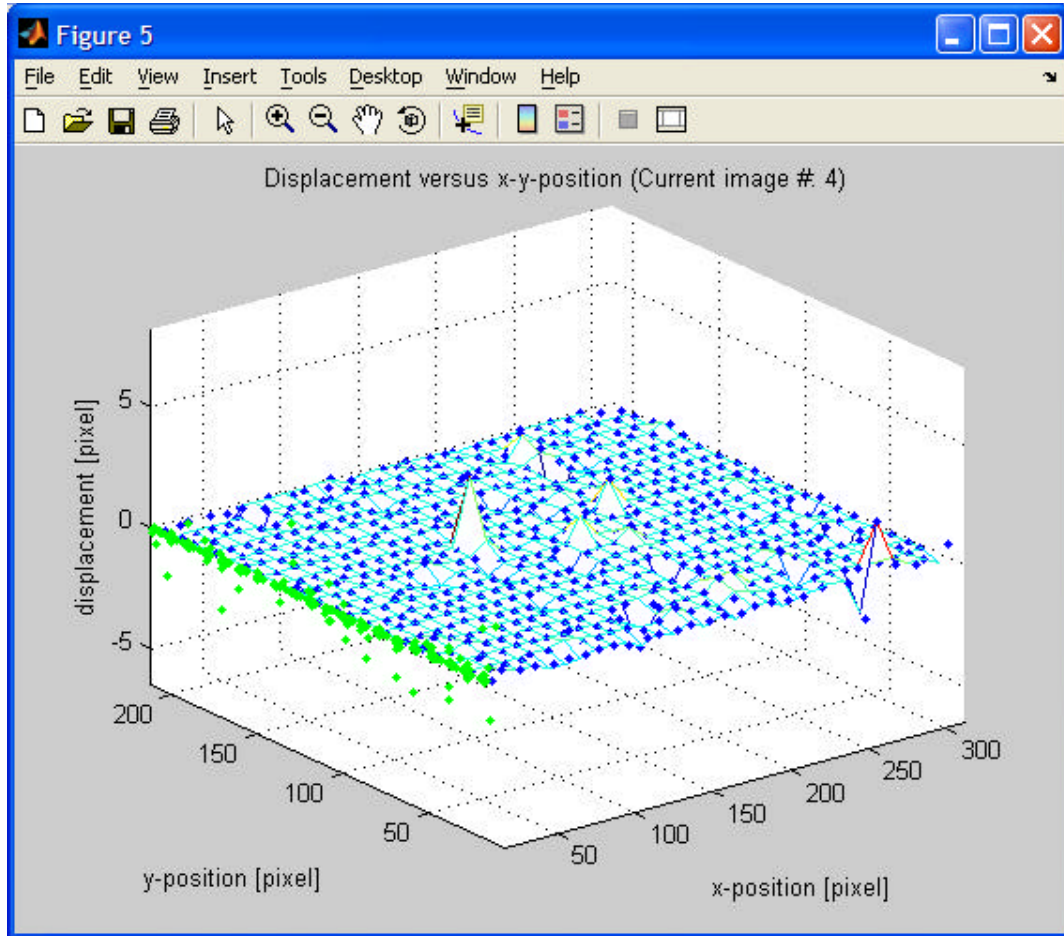 Figure 5
File Edit View Insert Tools Desktop Window Help
Displacement versus x-y-position (Current image #: 4)
displacement [pixel]
5
0
-5
200
150
100
50
y-position [pixel]
50
100
150
200
250
300
x-position [pixel]